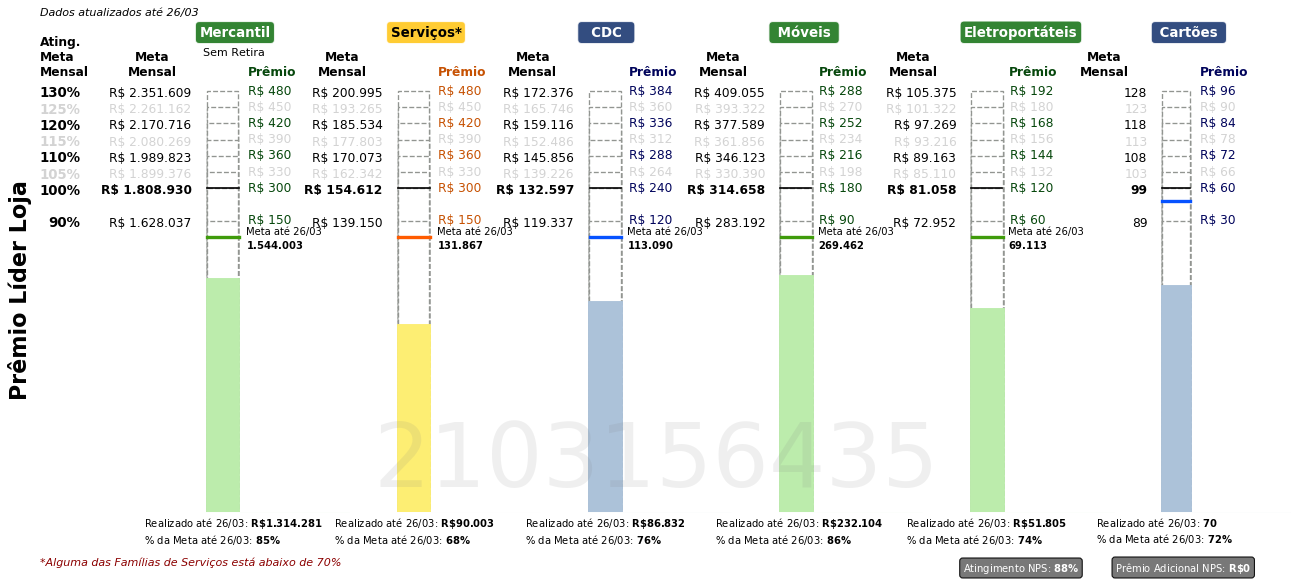 Dados atualizados até 26/03
Mercantil Serviços* CDC Móveis Eletroportáteis Cartões
Sem Retira
Ating. Meta Mensal
Meta Mensal Prêmio Meta Mensal Prêmio Meta Mensal Prêmio Meta Mensal Prêmio Meta Mensal Prêmio Meta Mensal Prêmio
130% R$ 2.351.609 R$ 480 R$ 200.995 R$ 480 R$ 172.376 R$ 384 R$ 409.055 R$ 288 R$ 105.375 R$ 192 128 R$ 96
125% R$ 2.261.162 R$ 450 R$ 193.265 R$ 450 R$ 165.746 R$ 360 R$ 393.322 R$ 270 R$ 101.322 R$ 180 123 R$ 90
120% R$ 2.170.716 R$ 420 R$ 185.534 R$ 420 R$ 159.116 R$ 336 R$ 377.589 R$ 252 R$ 97.269 R$ 168 118 R$ 84
115% R$ 2.080.269 R$ 390 R$ 177.803 R$ 390 R$ 152.486 R$ 312 R$ 361.856 R$ 234 R$ 93.216 R$ 156 113 R$ 78
110% R$ 1.989.823 R$ 360 R$ 170.073 R$ 360 R$ 145.856 R$ 288 R$ 346.123 R$ 216 R$ 89.163 R$ 144 108 R$ 72
105% R$ 1.899.376 R$ 330 R$ 162.342 R$ 330 R$ 139.226 R$ 264 R$ 330.390 R$ 198 R$ 85.110 R$ 132 103 R$ 66
100% R$ 1.808.930 R$ 300 R$ 154.612 R$ 300 R$ 132.597 R$ 240 R$ 314.658 R$ 180 R$ 81.058 R$ 120 99 R$ 60
90% R$ 1.628.037 R$ 150 R$ 139.150 R$ 150 R$ 119.337 R$ 120 R$ 283.192 R$ 90 R$ 72.952 R$ 60 89 R$ 30
Meta até 26/03 Meta até 26/03 Meta até 26/03 Meta até 26/03 Meta até 26/03
1.544.003 131.867 113.090 269.462 69.113
Prêmio Líder Loja
2103156435
Realizado até 26/03: R$1.314.281 Realizado até 26/03: R$90.003 Realizado até 26/03: R$86.832 Realizado até 26/03: R$232.104 Realizado até 26/03: R$51.805 Realizado até 26/03: 70
% da Meta até 26/03: 85% % da Meta até 26/03: 68% % da Meta até 26/03: 76% % da Meta até 26/03: 86% % da Meta até 26/03: 74% % da Meta até 26/03: 72%
*Alguma das Famílias de Serviços está abaixo de 70%
Atingimento NPS: 88% Prêmio Adicional NPS: R$0